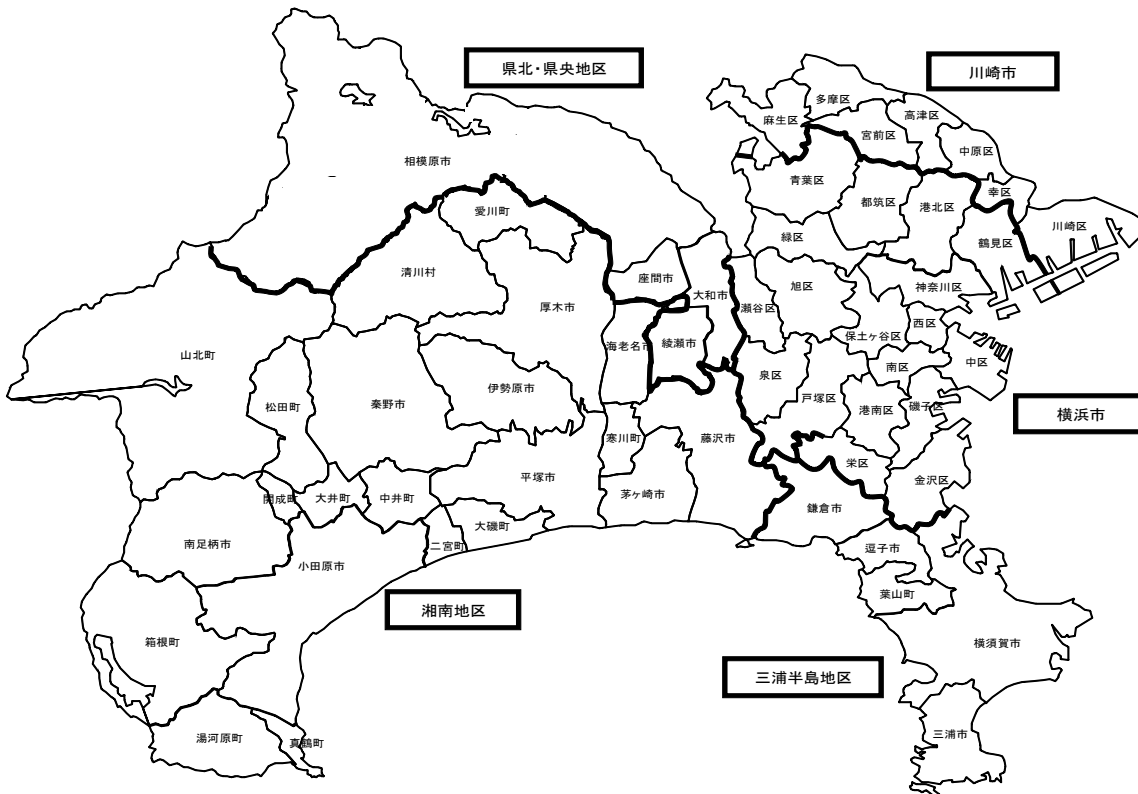 県北・県央地区
川崎市
多摩区
麻生区
高津区
宮前区
中原区
相模原市
青葉区
幸区
都筑区
港北区
愛川町
川崎区
緑区
鶴見区
清川村
座間市
旭区
神奈川区
大和市
厚木市
瀬谷区
西区
保土ヶ谷区
海老名市
綾瀬市
山北町
中区
南区
泉区
伊勢原市
戸塚区
秦野市
松田町
港南区
磯子区
横浜市
寒川町
藤沢市
栄区
平塚市
金沢区
茅ヶ崎市
開成町
大井町
中井町
鎌倉市
大磯町
南足柄市
二宮町
逗子市
小田原市
葉山町
湘南地区
箱根町
横須賀市
三浦半島地区
三浦市
湯河原町
真鶴町